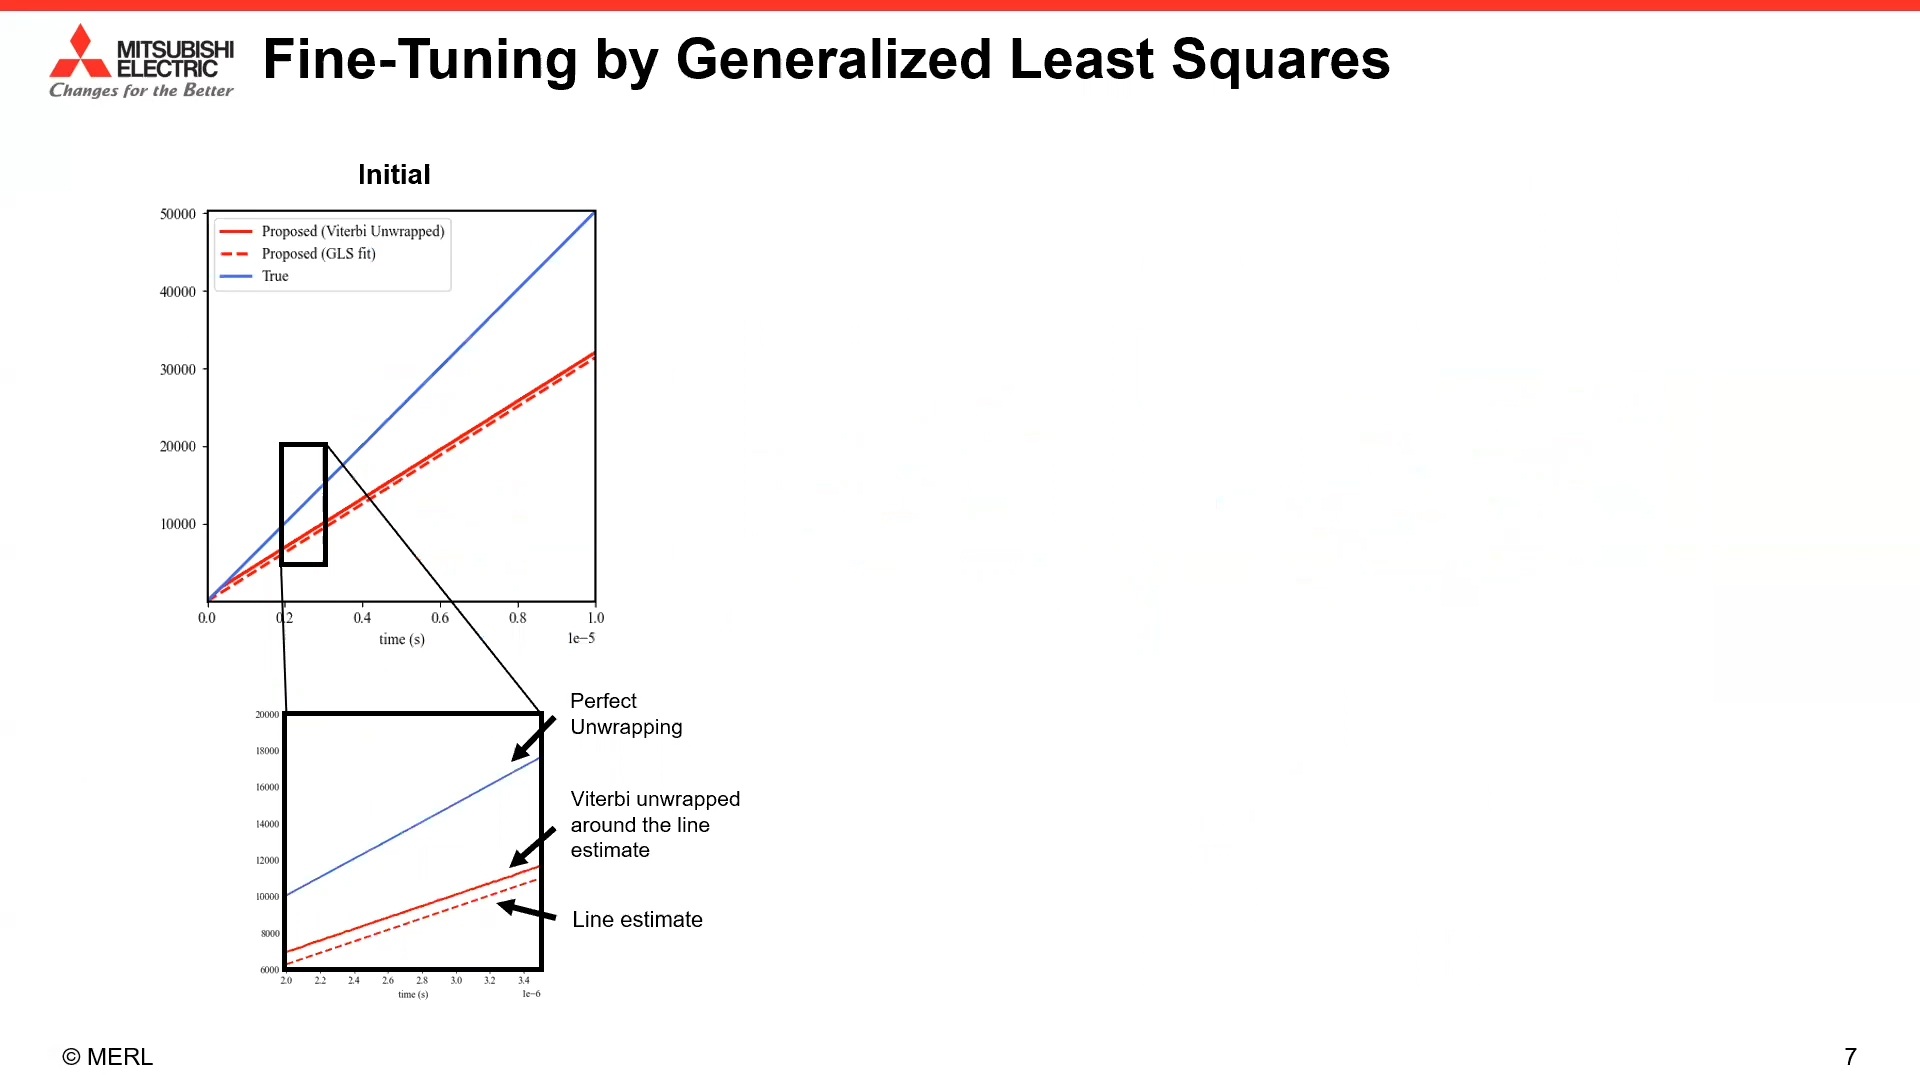 MITSUBISHI
ELECTRIC
Changes for the Better
Fine-Tuning by Generalized Least Squares
Initial
50000
40000
30000
20000
10000
Proposed (Viterbi Unwrapped)
Proposed (GLS fit)
True
0.0 0.2 0.4 0.6 0.8 1.0
time (s)
1e−5
Perfect
Unwrapping
Viterbi unwrapped
around the line
estimate
Line estimate
20000
18000
16000
14000
12000
10000
8000
6000
2.0 2.2 2.4 2.6 2.8 3.0 3.2 3.4
time (s)
1e−6
© MERL
7